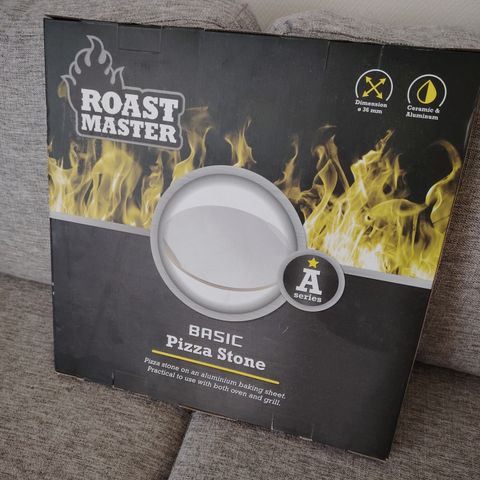 ROAST
MASTER
Dimension
ø 36 mm
Ceramic &
Aluminum
A
series
BASIC
Pizza Stone
Pizza stone on an aluminium baking sheet.
Practical to use with both oven and grill.